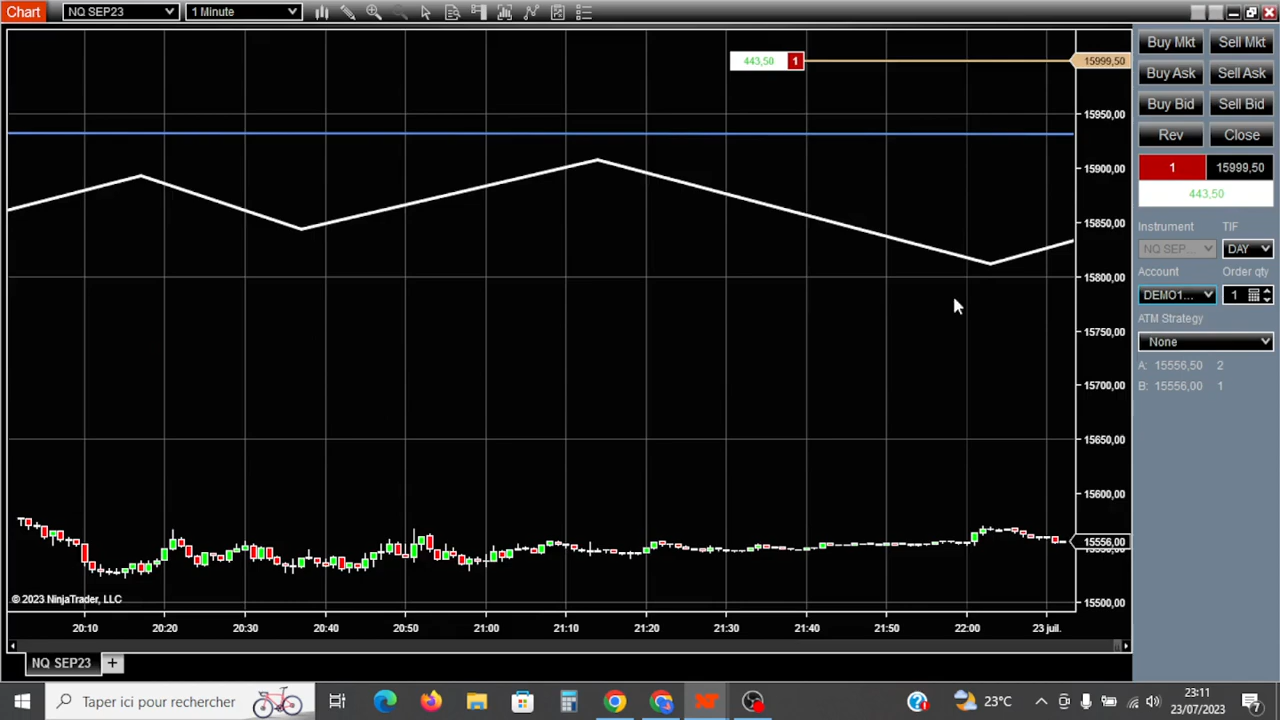 Chart NQ SEP23 1 Minute
Buy Mkt Sell Mkt
Buy Ask Sell Ask
Buy Bid Sell Bid
Rev Close
1 15999,50
443,50
Instrument TIF
NQ SEP... DAY
Account Order qty
DEMO1... 1
ATM Strategy
None
A: 15556,50 2
B: 15556,00 1
443,50 1 15999,50
15950,00
15900,00
15850,00
15800,00
15750,00
15700,00
15650,00
15600,00
15556,00
15500,00
© 2023 NinjaTrader, LLC
20:10 20:20 20:30 20:40 20:50 21:00 21:10 21:20 21:30 21:40 21:50 22:00 23 juil.
NQ SEP23 +
Taper ici pour rechercher
23°C
23:11
23/07/2023
7